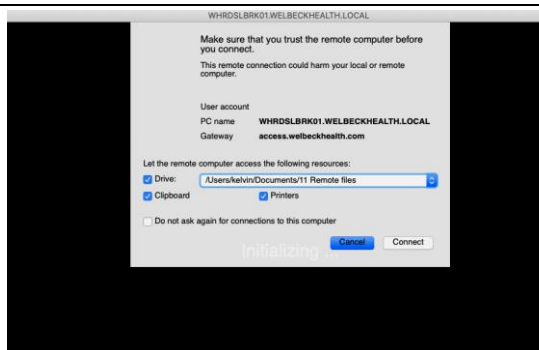 WHRDSLBRK01.WELBECKHEALTH.LOCAL
Make sure that you trust the remote computer before
you connect.
This remote connection could harm your local or remote
computer.
User account
PC name WHRDSLBRK01.WELBECKHEALTH.LOCAL
Gateway access.welbeckhealth.com
Let the remote computer access the following resources:
Drive: /Users/kelvin/Documents/11 Remote files
Clipboard Printers
Do not ask again for connections to this computer
Cancel Connect
Initializing ...